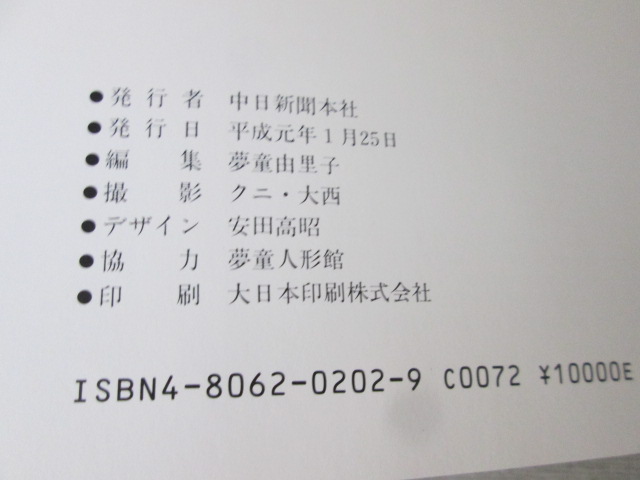 ●発行者 中日新聞本社
●発行日 平成元年1月25日
●編集 夢童由里子
●撮影 クニ・大西
●デザイン 安田高昭
●協力 夢童人形館
●印刷 大日本印刷株式会社
ISBN4-8062-0202-9 C0072 ¥10000E